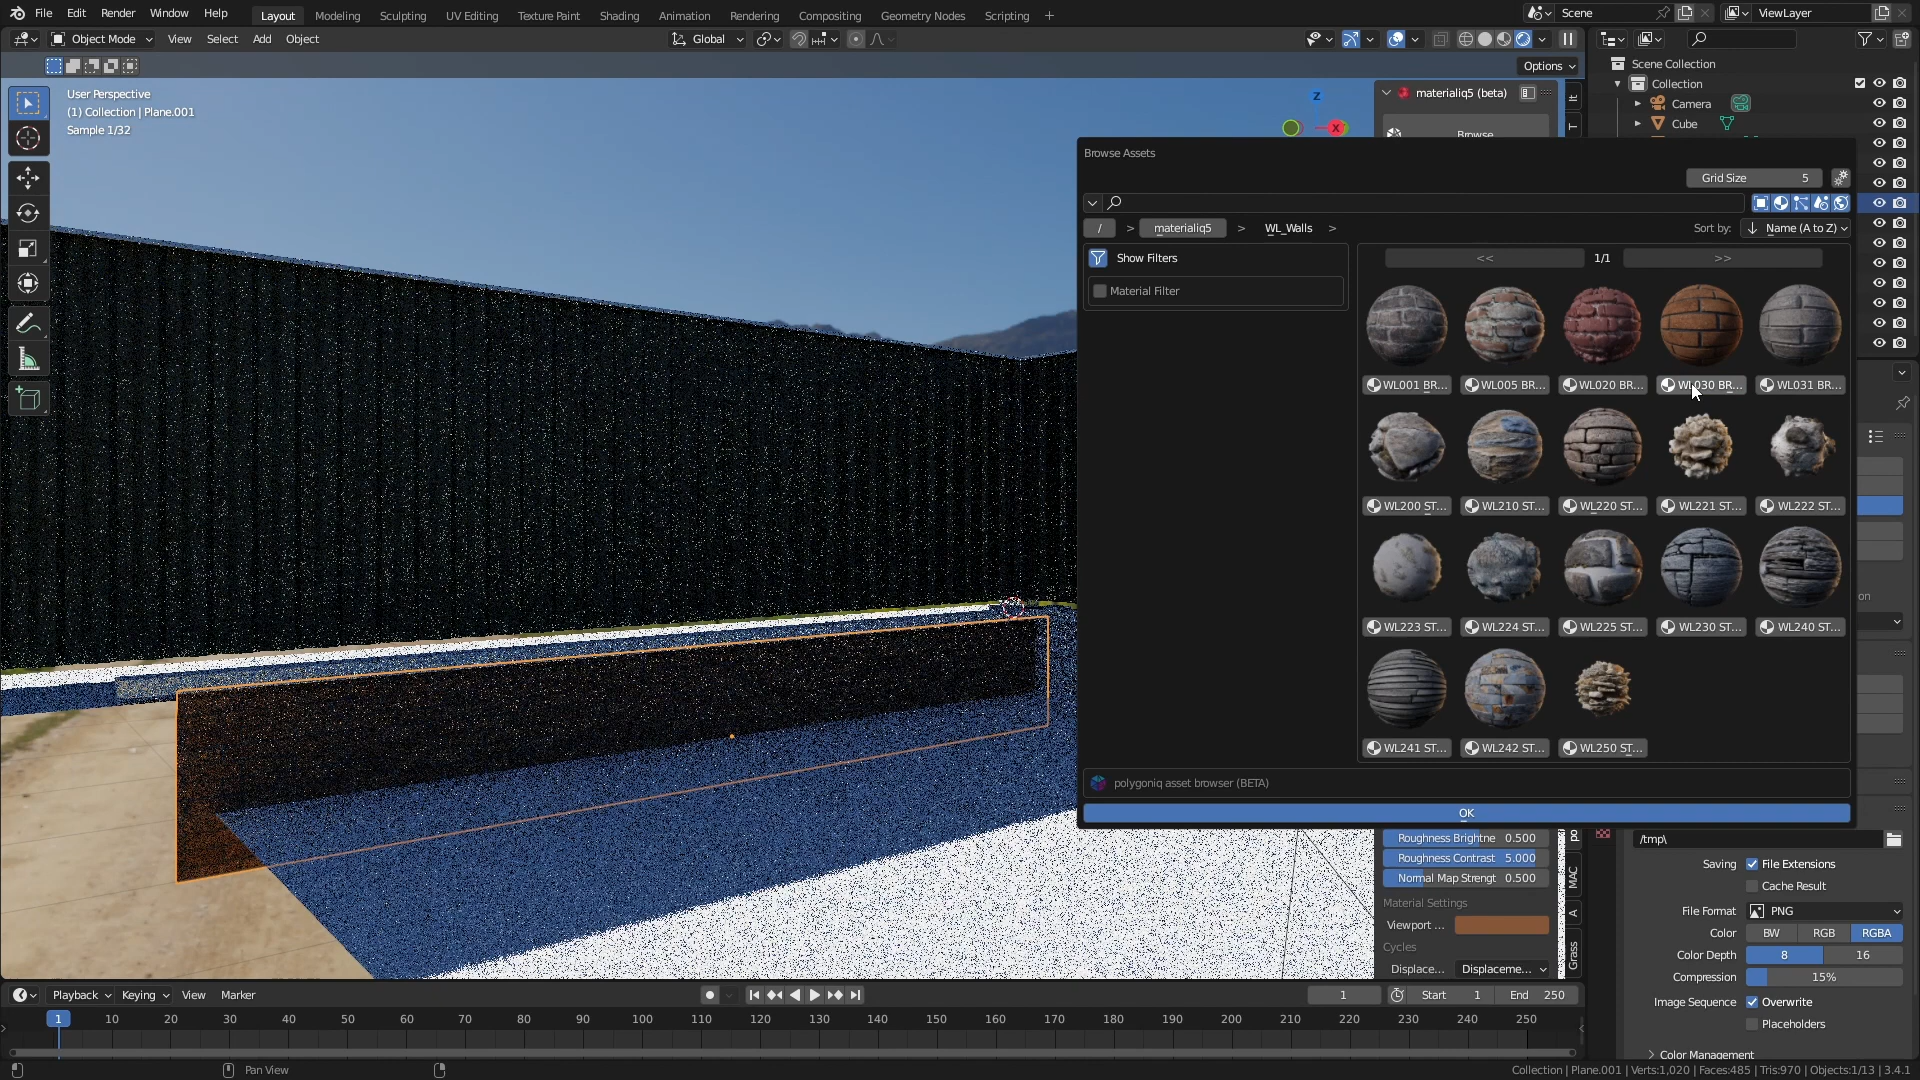 File Edit Render Window Help Layout Modeling Sculpting UV Editing Texture Paint Shading Animation Rendering Compositing Geometry Nodes Scripting + Scene ViewLayer
Object Mode View Select Add Object Global
Options
User Perspective
(1) Collection | Plane.001
Sample 1/32
Z
X
materialiq5 (beta)
Browse
Scene Collection
Collection
Camera
Cube
Browse Assets
Grid Size 5
/ > materialiq5 > WL_Walls >
Sort by: Name (A to Z)
Show Filters
Material Filter
<< 1/1 >>
WL001 BR... WL005 BR... WL020 BR... WL030 BR... WL031 BR...
WL200 ST... WL210 ST... WL220 ST... WL221 ST... WL222 ST...
WL223 ST... WL224 ST... WL225 ST... WL230 ST... WL240 ST...
WL241 ST... WL242 ST... WL250 ST...
polygoniq asset browser (BETA)
OK
on
Roughness Brightne 0.500
Roughness Contrast 5.000
Normal Map Strengt 0.500
Material Settings
Viewport ...
Cycles
Displace... Displaceme...
It
T
po
MAC
A
Grass
/tmp\
Saving File Extensions
Cache Result
File Format PNG
Color BW RGB RGBA
Color Depth 8 16
Compression 15%
Image Sequence Overwrite
Placeholders
Color Management
Playback Keying View Marker 1 Start 1 End 250
1 10 20 30 40 50 60 70 80 90 100 110 120 130 140 150 160 170 180 190 200 210 220 230 240 250
Pan View
Collection | Plane.001 | Verts:1,020 | Faces:485 | Tris:970 | Objects:1/13 | 3.4.1